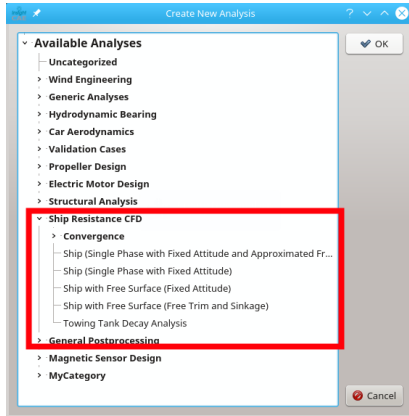 Create New Analysis
Available Analyses
OK
Uncategorized
Wind Engineering
Generic Analyses
Hydrodynamic Bearing
Car Aerodynamics
Validation Cases
Propeller Design
Electric Motor Design
Structural Analysis
Ship Resistance CFD
Convergence
Ship (Single Phase with Fixed Attitude and Approximated Fr...
Ship (Single Phase with Fixed Attitude)
Ship with Free Surface (Fixed Attitude)
Ship with Free Surface (Free Trim and Sinkage)
Towing Tank Decay Analysis
General Postprocessing
Magnetic Sensor Design
MyCategory
Cancel